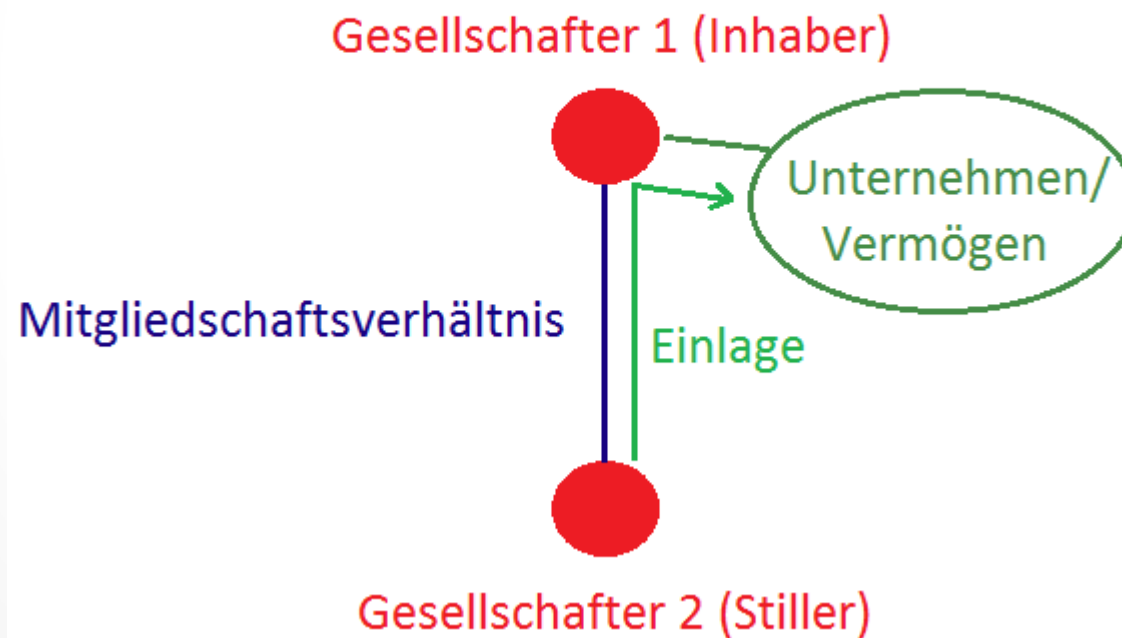 Gesellschafter 1 (Inhaber)
Unternehmen/
Vermögen
Mitgliedschaftsverhältnis
Einlage
Gesellschafter 2 (Stiller)